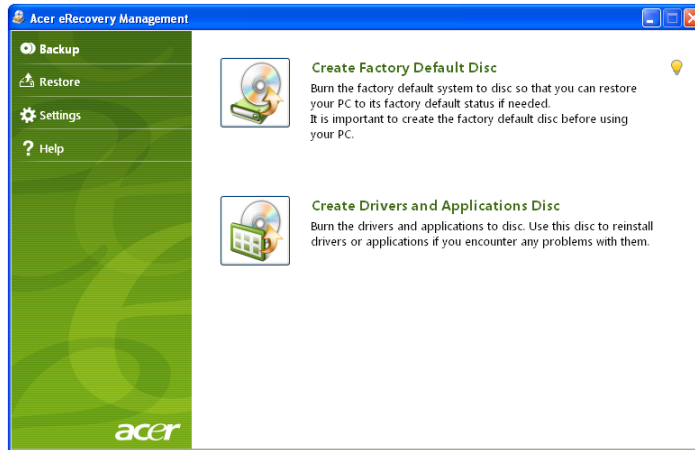 Acer eRecovery Management
Backup
Restore
Settings
Help
Create Factory Default Disc
Burn the factory default system to disc so that you can restore
your PC to its factory default status if needed.
It is important to create the factory default disc before using
your PC.
Create Drivers and Applications Disc
Burn the drivers and applications to disc. Use this disc to reinstall
drivers or applications if you encounter any problems with them.
acer